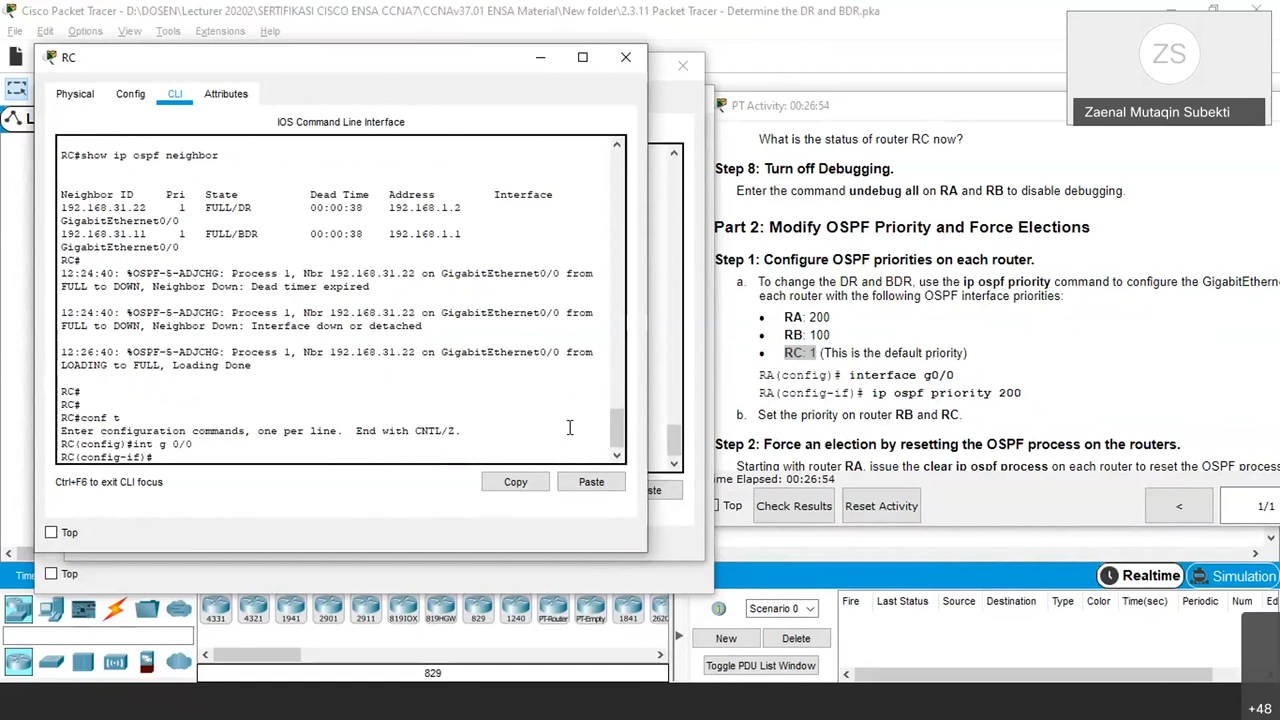 Cisco Packet Tracer - D:\DOSEN\Lecturer 20202\SERTIFIKASI CISCO ENSA CCNA7\CCNAv37.01 ENSA Material\New folder\2.3.11 Packet Tracer - Determine the DR and BDR.pka
File Edit Options View Tools Extensions Help
ZS
Zaenal Mutaqin Subekti
RC
Physical Config CLI Attributes
IOS Command Line Interface
RC#show ip ospf neighbor
Neighbor ID Pri State Dead Time Address Interface
192.168.31.22 1 FULL/DR 00:00:38 192.168.1.2
GigabitEthernet0/0
192.168.31.11 1 FULL/BDR 00:00:38 192.168.1.1
GigabitEthernet0/0
RC#
12:24:40: %OSPF-5-ADJCHG: Process 1, Nbr 192.168.31.22 on GigabitEthernet0/0 from
FULL to DOWN, Neighbor Down: Dead timer expired
12:24:40: %OSPF-5-ADJCHG: Process 1, Nbr 192.168.31.22 on GigabitEthernet0/0 from
FULL to DOWN, Neighbor Down: Interface down or detached
12:26:40: %OSPF-5-ADJCHG: Process 1, Nbr 192.168.31.22 on GigabitEthernet0/0 from
LOADING to FULL, Loading Done
RC#
RC#
RC#conf t
Enter configuration commands, one per line. End with CNTL/Z.
RC(config)#int g 0/0
RC(config-if)#
Ctrl+F6 to exit CLI focus
Copy Paste
Top
ste
Top
PT Activity: 00:26:54
What is the status of router RC now?
Step 8: Turn off Debugging.
Enter the command undebug all on RA and RB to disable debugging.
Part 2: Modify OSPF Priority and Force Elections
Step 1: Configure OSPF priorities on each router.
a. To change the DR and BDR, use the ip ospf priority command to configure the GigabitEtherne
each router with the following OSPF interface priorities:
• RA: 200
• RB: 100
• RC: 1 (This is the default priority)
RA(config)# interface g0/0
RA(config-if)# ip ospf priority 200
b. Set the priority on router RB and RC.
Step 2: Force an election by resetting the OSPF process on the routers.
Starting with router RA, issue the clear ip ospf process on each router to reset the OSPF process
me Elapsed: 00:26:54
Top Check Results Reset Activity < 1/1
Time
Realtime Simulation
4331 4321 1941 2901 2911 819IOX 819HGW 829 1240 PT-Router PT-Empty 1841 2620
829
Scenario 0
New Delete
Toggle PDU List Window
Fire Last Status Source Destination Type Color Time(sec) Periodic Num Ed
+48